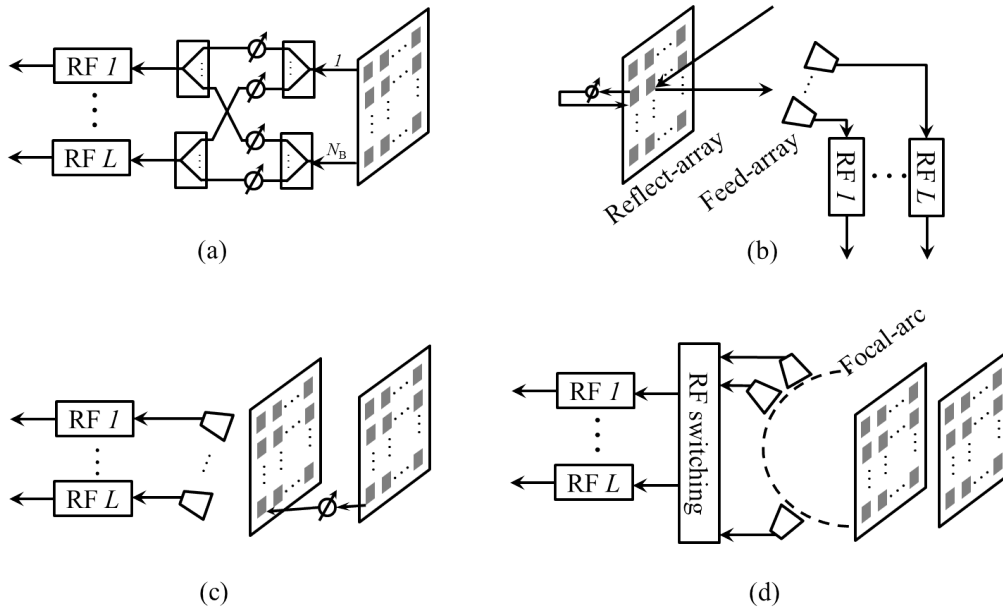 RF 1
RF L
1
N_B
(a)
Reflect-array
Feed-array
RF 1
RF L
(b)
RF 1
RF L
(c)
RF 1
RF L
RF switching
Focal-arc
(d)